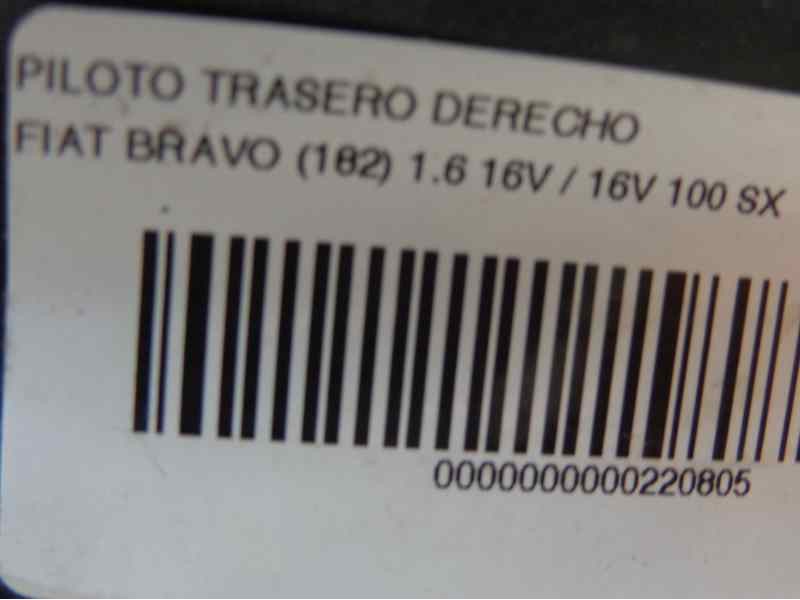 PILOTO TRASERO DERECHO
FIAT BRAVO (182) 1.6 16V / 16V 100 SX
0000000000220805